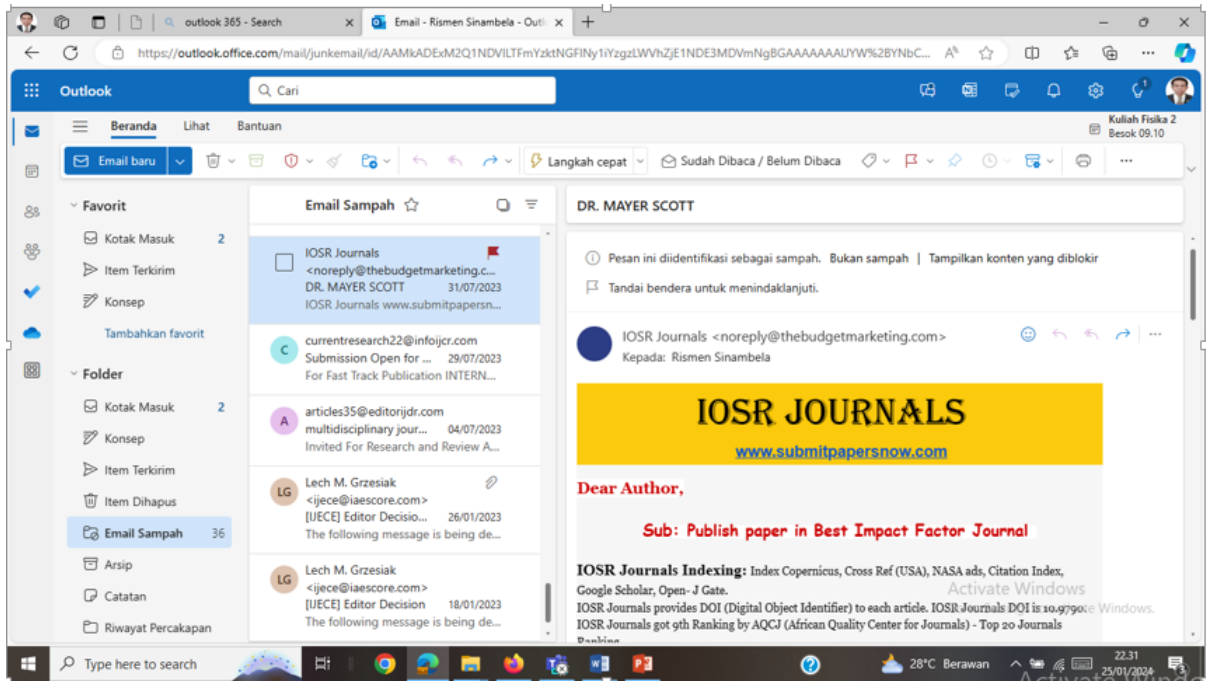 outlook 365 - Search
Email - Rismen Sinambela - Outl
https://outlook.office.com/mail/junkemail/id/
Outlook
Cari
Beranda Lihat Bantuan
Kuliah Fisika 2
Besok 09.10
Email baru
Langkah cepat
Sudah Dibaca / Belum Dibaca
Favorit
Kotak Masuk 2
Item Terkirim
Konsep
Tambahkan favorit
Folder
Kotak Masuk 2
Konsep
Item Terkirim
Item Dihapus
Email Sampah 36
Arsip
Catatan
Riwayat Percakapan
Email Sampah
IOSR Journals
<noreply@thebudgetmarketing.c...
DR. MAYER SCOTT 31/07/2023
IOSR Journals www.submitpapersn...
C
currentresearch22@infoijcr.com
Submission Open for ... 29/07/2023
For Fast Track Publication INTERN...
A
articles35@editorijdr.com
multidisciplinary jour... 04/07/2023
Invited For Research and Review A...
LG
Lech M. Grzesiak
<ijece@iaescore.com>
[IJECE] Editor Decisio... 26/01/2023
The following message is being de...
LG
Lech M. Grzesiak
<ijece@iaescore.com>
[IJECE] Editor Decision 18/01/2023
The following message is being de...
DR. MAYER SCOTT
Pesan ini diidentifikasi sebagai sampah. Bukan sampah | Tampilkan konten yang diblokir
Tandai bendera untuk menindaklanjuti.
IOSR Journals <noreply@thebudgetmarketing.com>
Kepada: Rismen Sinambela
IOSR JOURNALS
www.submitpapersnow.com
Dear Author,
Sub: Publish paper in Best Impact Factor Journal
IOSR Journals Indexing: Index Copernicus, Cross Ref (USA), NASA ads, Citation Index,
Google Scholar, Open- J Gate.
Activate Windows
IOSR Journals provides DOI (Digital Object Identifier) to each article. IOSR Journals DOI is 10.9790.
IOSR Journals got 9th Ranking by AQCJ (African Quality Center for Journals) - Top 20 Journals
Ranking
Type here to search
28°C Berawan
22.31
25/01/2024
3
Activate Windo